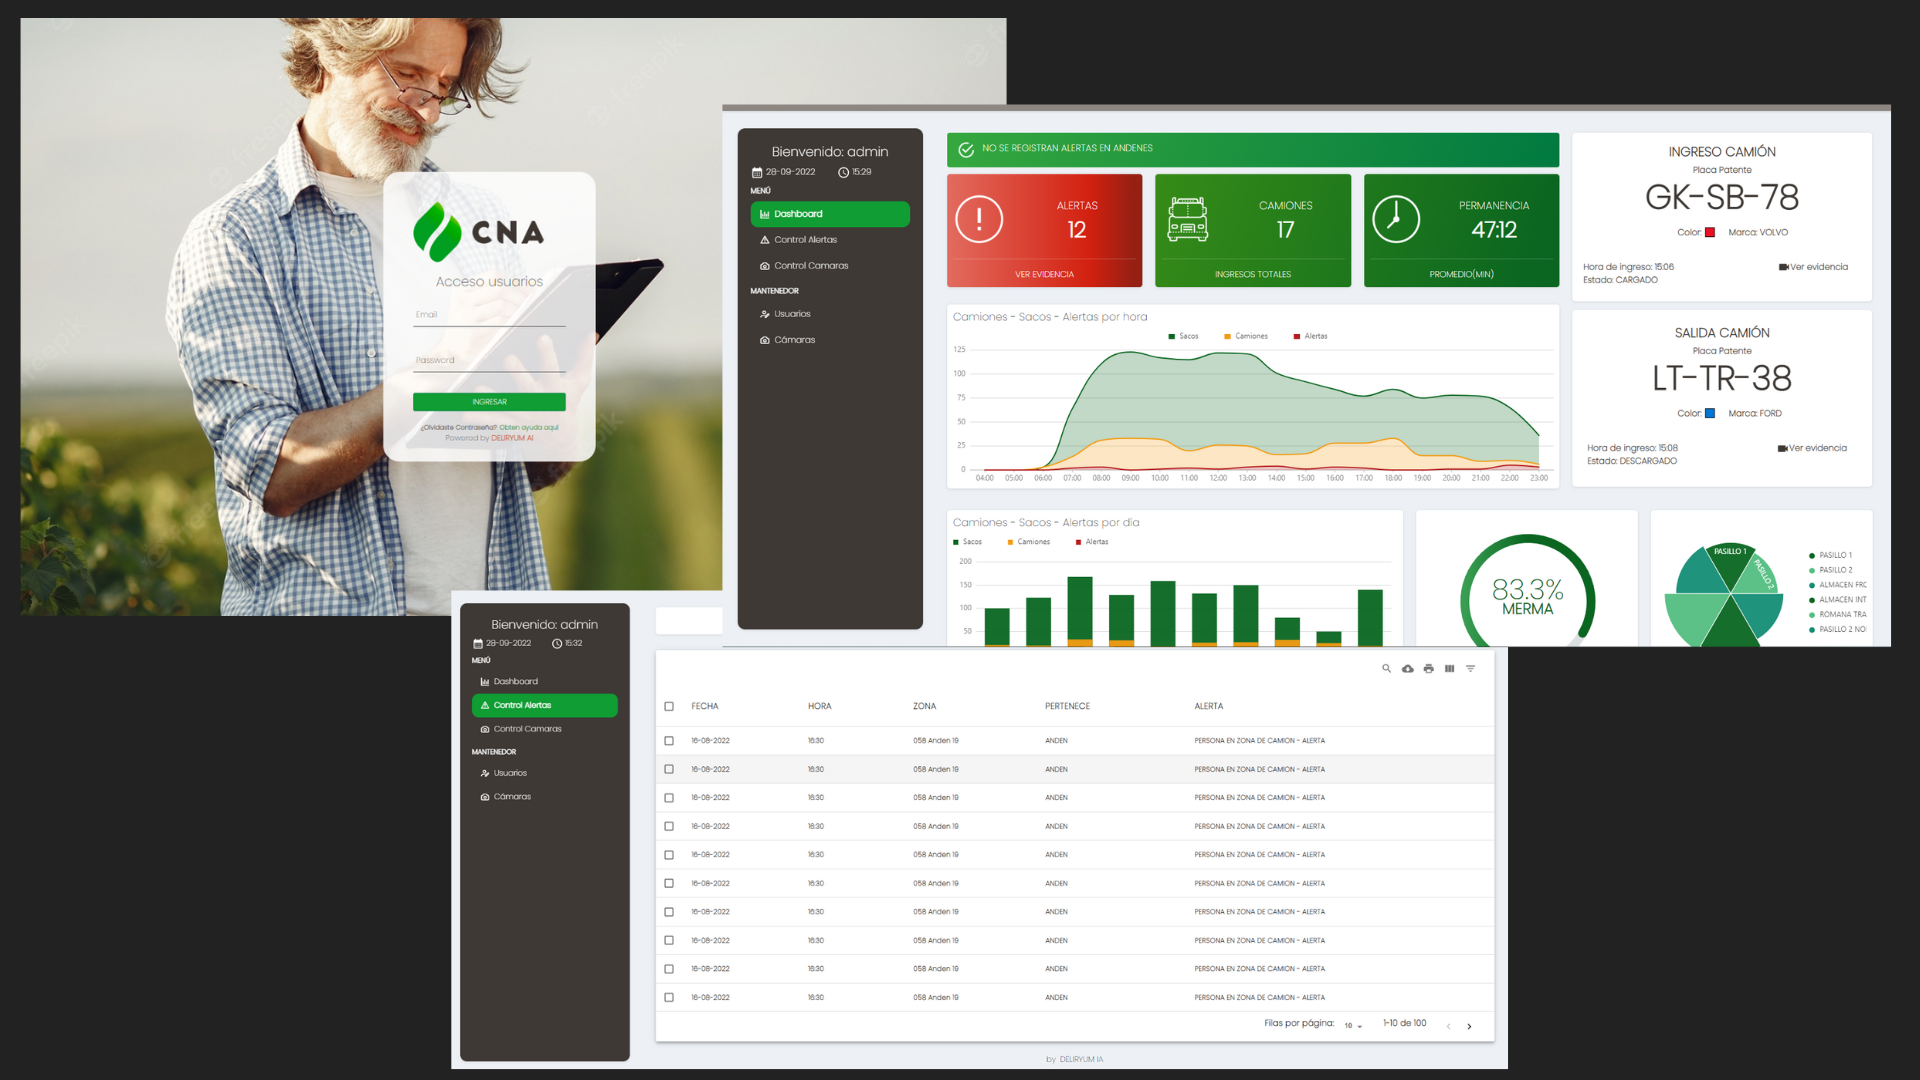 CNA
Acceso usuarios
Email
Password
INGRESAR
¿Olvidaste Contraseña? Obten ayuda aquí
Powered by DELIRYUM AI
Bienvenido: admin
28-09-2022 15:29
MENÚ
Dashboard
Control Alertas
Control Camaras
MANTENEDOR
Usuarios
Cámaras
NO SE REGISTRAN ALERTAS EN ANDENES
ALERTAS
12
VER EVIDENCIA
CAMIONES
17
INGRESOS TOTALES
PERMANENCIA
47:12
PROMEDIO(MIN)
INGRESO CAMIÓN
Placa Patente
GK-SB-78
Color: Marca: VOLVO
Hora de ingreso: 15:06
Ver evidencia
Estado: CARGADO
SALIDA CAMIÓN
Placa Patente
LT-TR-38
Color: Marca: FORD
Hora de ingreso: 15:08
Ver evidencia
Estado: DESCARGADO
Camiones - Sacos - Alertas por hora
Sacos Camiones Alertas
125
100
75
50
25
0
04:00 05:00 06:00 07:00 08:00 09:00 10:00 11:00 12:00 13:00 14:00 15:00 16:00 17:00 18:00 19:00 20:00 21:00 22:00 23:00
Camiones - Sacos - Alertas por día
Sacos Camiones Alertas
200
150
100
50
83.3%
MERMA
PASILLO 1
PASILLO 2
PASILLO 1
PASILLO 2
ALMACEN FRC
ALMACEN INT
ROMANA TRA
PASILLO 2 NO
Bienvenido: admin
28-09-2022 15:32
MENÚ
Dashboard
Control Alertas
Control Camaras
MANTENEDOR
Usuarios
Cámaras
FECHA HORA ZONA PERTENECE ALERTA
16-08-2022 16:30 058 Anden 19 ANDEN PERSONA EN ZONA DE CAMION - ALERTA
16-08-2022 16:30 058 Anden 19 ANDEN PERSONA EN ZONA DE CAMION - ALERTA
16-08-2022 16:30 058 Anden 19 ANDEN PERSONA EN ZONA DE CAMION - ALERTA
16-08-2022 16:30 058 Anden 19 ANDEN PERSONA EN ZONA DE CAMION - ALERTA
16-08-2022 16:30 058 Anden 19 ANDEN PERSONA EN ZONA DE CAMION - ALERTA
16-08-2022 16:30 058 Anden 19 ANDEN PERSONA EN ZONA DE CAMION - ALERTA
16-08-2022 16:30 058 Anden 19 ANDEN PERSONA EN ZONA DE CAMION - ALERTA
16-08-2022 16:30 058 Anden 19 ANDEN PERSONA EN ZONA DE CAMION - ALERTA
16-08-2022 16:30 058 Anden 19 ANDEN PERSONA EN ZONA DE CAMION - ALERTA
16-08-2022 16:30 058 Anden 19 ANDEN PERSONA EN ZONA DE CAMION - ALERTA
Filas por página: 10 1-10 de 100
by DELIRYUM IA